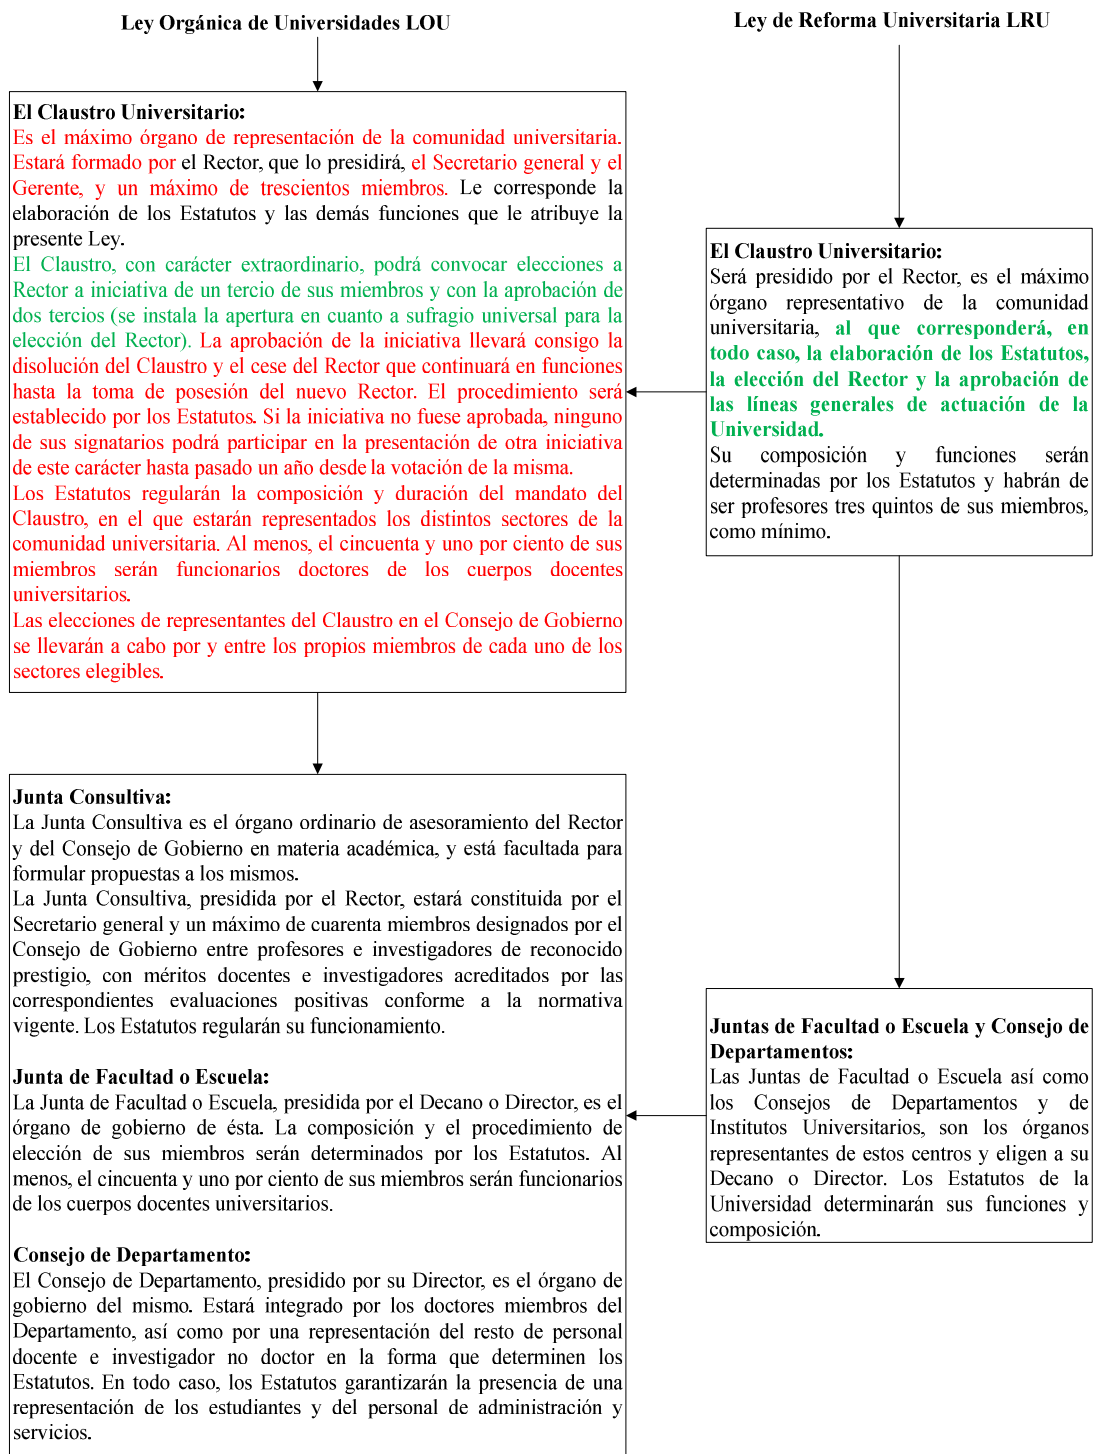 Ley Orgánica de Universidades LOU
El Claustro Universitario:
Es el máximo órgano de representación de la comunidad universitaria.
Estará formado por el Rector, que lo presidirá, el Secretario general y el
Gerente, y un máximo de trescientos miembros. Le corresponde la
elaboración de los Estatutos y las demás funciones que le atribuye la
presente Ley.
El Claustro, con carácter extraordinario, podrá convocar elecciones a
Rector a iniciativa de un tercio de sus miembros y con la aprobación de
dos tercios (se instala la apertura en cuanto a sufragio universal para la
elección del Rector). La aprobación de la iniciativa llevará consigo la
disolución del Claustro y el cese del Rector que continuará en funciones
hasta la toma de posesión del nuevo Rector. El procedimiento será
establecido por los Estatutos. Si la iniciativa no fuese aprobada, ninguno
de sus signatarios podrá participar en la presentación de otra iniciativa
de este carácter hasta pasado un año desde la votación de la misma.
Los Estatutos regularán la composición y duración del mandato del
Claustro, en el que estarán representados los distintos sectores de la
comunidad universitaria. Al menos, el cincuenta y uno por ciento de sus
miembros serán funcionarios doctores de los cuerpos docentes
universitarios.
Las elecciones de representantes del Claustro en el Consejo de Gobierno
se llevarán a cabo por y entre los propios miembros de cada uno de los
sectores elegibles.
Junta Consultiva:
La Junta Consultiva es el órgano ordinario de asesoramiento del Rector
y del Consejo de Gobierno en materia académica, y está facultada para
formular propuestas a los mismos.
La Junta Consultiva, presidida por el Rector, estará constituida por el
Secretario general y un máximo de cuarenta miembros designados por el
Consejo de Gobierno entre profesores e investigadores de reconocido
prestigio, con méritos docentes e investigadores acreditados por las
correspondientes evaluaciones positivas conforme a la normativa
vigente. Los Estatutos regularán su funcionamiento.
Junta de Facultad o Escuela:
La Junta de Facultad o Escuela, presidida por el Decano o Director, es el
órgano de gobierno de ésta. La composición y el procedimiento de
elección de sus miembros serán determinados por los Estatutos. Al
menos, el cincuenta y uno por ciento de sus miembros serán funcionarios
de los cuerpos docentes universitarios.
Consejo de Departamento:
El Consejo de Departamento, presidido por su Director, es el órgano de
gobierno del mismo. Estará integrado por los doctores miembros del
Departamento, así como por una representación del resto de personal
docente e investigador no doctor en la forma que determinen los
Estatutos. En todo caso, los Estatutos garantizarán la presencia de una
representación de los estudiantes y del personal de administración y
servicios.
Ley de Reforma Universitaria LRU
El Claustro Universitario:
Será presidido por el Rector, es el máximo
órgano representativo de la comunidad
universitaria, al que corresponderá, en
todo caso, la elaboración de los Estatutos,
la elección del Rector y la aprobación de
las líneas generales de actuación de la
Universidad.
Su composición y funciones serán
determinadas por los Estatutos y habrán de
ser profesores tres quintos de sus miembros,
como mínimo.
Juntas de Facultad o Escuela y Consejo de
Departamentos:
Las Juntas de Facultad o Escuela así como
los Consejos de Departamentos y de
Institutos Universitarios, son los órganos
representantes de estos centros y eligen a su
Decano o Director. Los Estatutos de la
Universidad determinarán sus funciones y
composición.